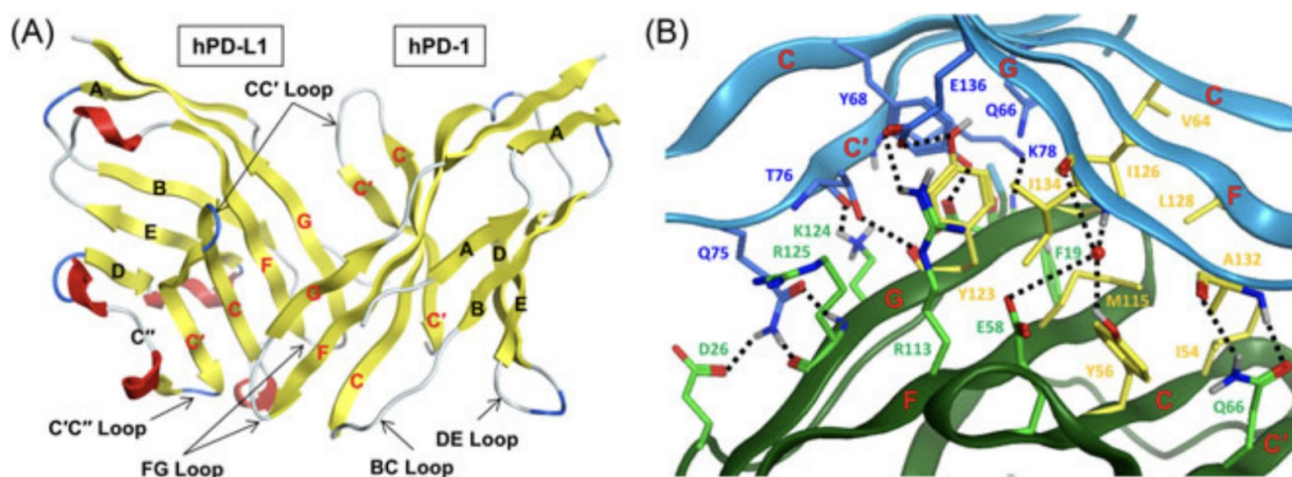 (A)
hPD-L1
hPD-1
CC' Loop
A
B
E
D
C''
C'
C
F
G
C
C'
G
F
C
C'
A
B
D
E
A
C'C'' Loop
FG Loop
BC Loop
DE Loop
(B)
C
G
E136
Y68
Q66
C
V64
C'
K78
T76
I134
I126
L128
F
K124
Q75
R125
F19
A132
G
Y123
M115
D26
R113
E58
I54
Y56
F
C
Q66
C'